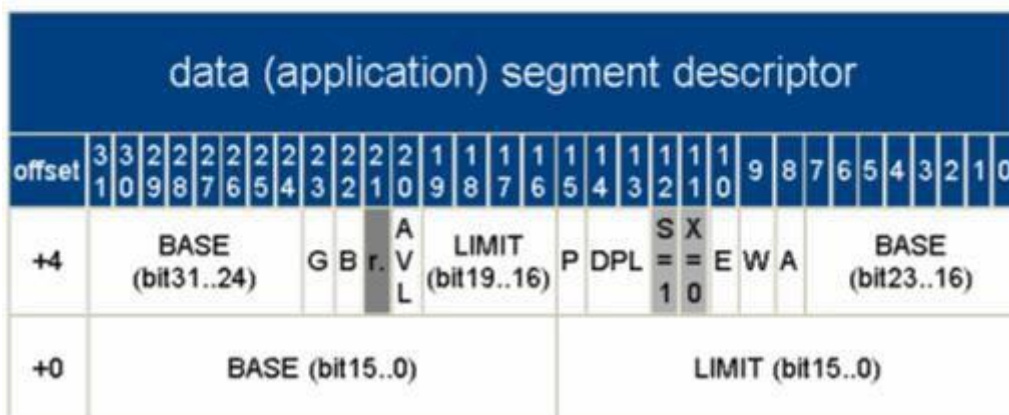 data (application) segment descriptor
offset 31 30 29 28 27 26 25 24 23 22 21 20 19 18 17 16 15 14 13 12 11 10 9 8 7 6 5 4 3 2 1 0
+4 BASE (bit31..24) G B r. AVL LIMIT (bit19..16) P DPL S=1 X=0 E W A BASE (bit23..16)
+0 BASE (bit15..0) LIMIT (bit15..0)